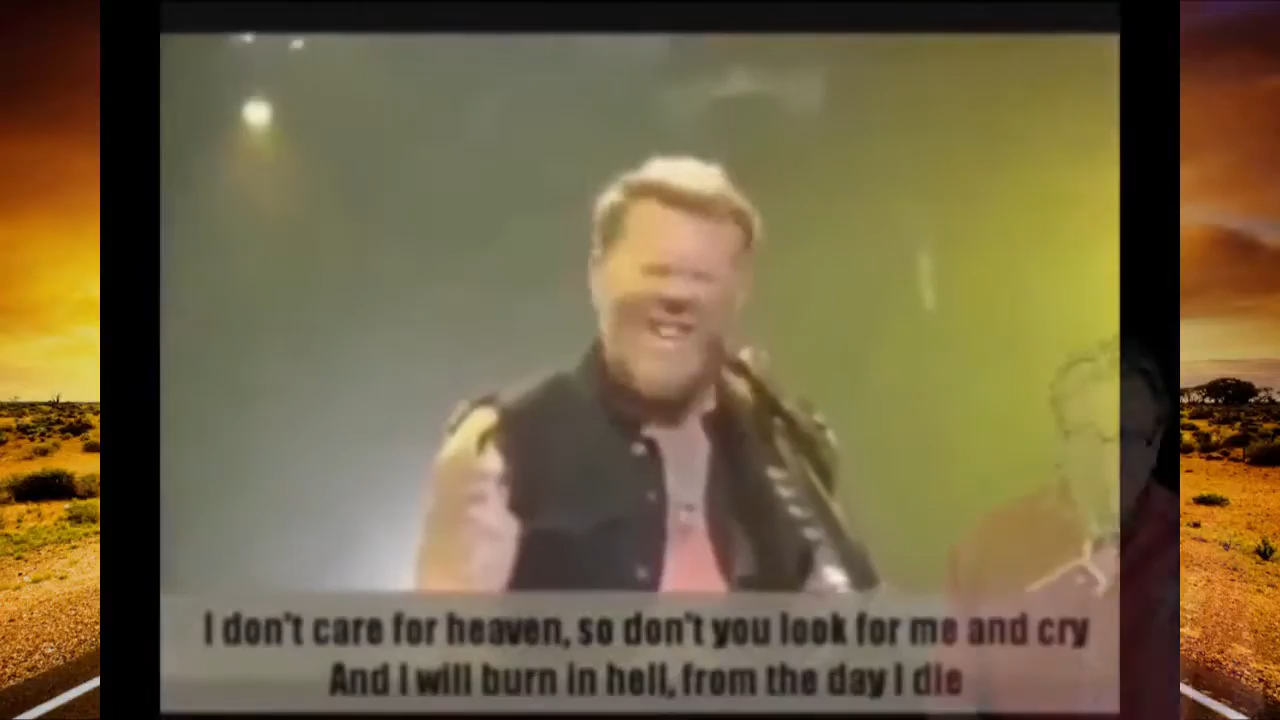 I don't care for heaven, so don't you look for me and cry
And I will burn in hell, from the day I die